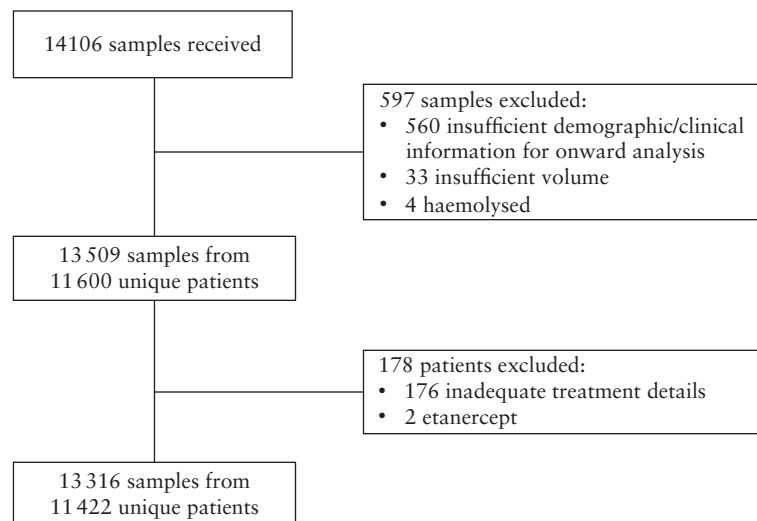 14106 samples received
597 samples excluded:
• 560 insufficient demographic/clinical
information for onward analysis
• 33 insufficient volume
• 4 haemolysed
13 509 samples from
11 600 unique patients
178 patients excluded:
• 176 inadequate treatment details
• 2 etanercept
13 316 samples from
11 422 unique patients